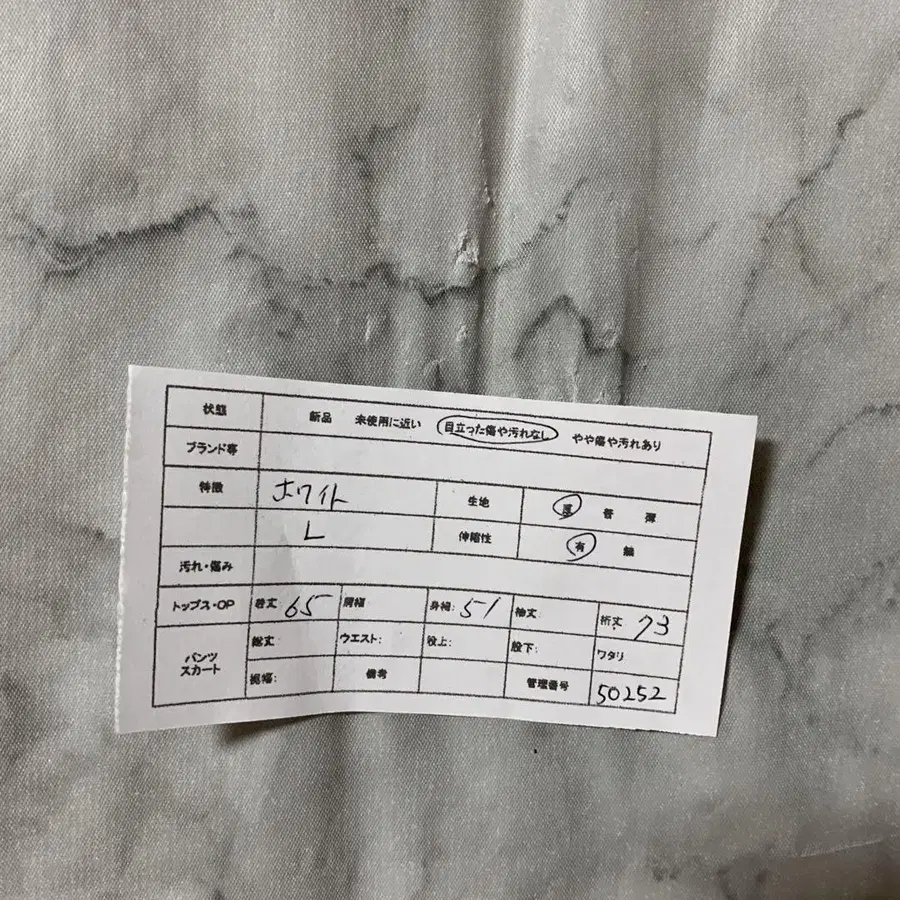 状態 新品 未使用に近い 目立った傷や汚れなし やや傷や汚れあり
ブランド等
特徴 ホワイト 生地 厚 普 薄
L 伸縮性 有 無
汚れ・傷み
トップス・OP 着丈 65 肩幅 身幅: 51 袖丈 裄丈 73
パンツ スカート 総丈 ウエスト: 股上: 股下: ワタリ
裾幅: 備考 管理番号 50252